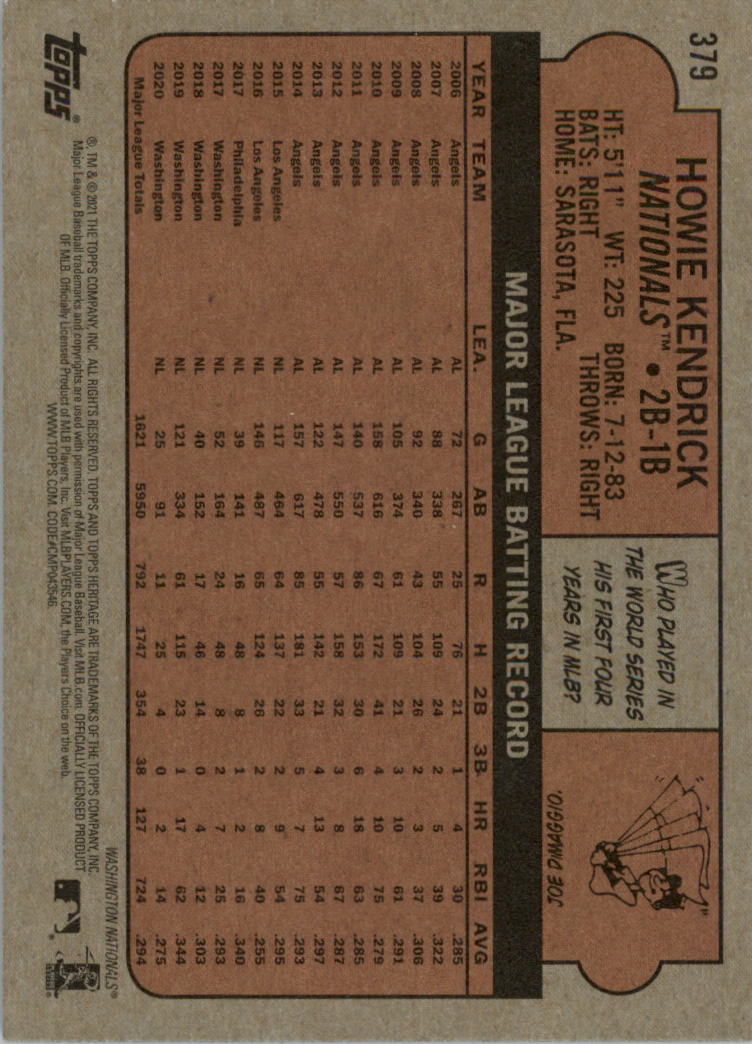 379
HOWIE KENDRICK
NATIONALS™ • 2B-1B
HT: 5'11" WT: 225 BORN: 7-12-83
BATS: RIGHT THROWS: RIGHT
HOME: SARASOTA, FLA.
WHO PLAYED IN
THE WORLD SERIES
HIS FIRST FOUR
YEARS IN MLB?
JOE DIMAGGIO.
MAJOR LEAGUE BATTING RECORD
YEAR TEAM LEA. G AB R H 2B 3B HR RBI AVG
2006 Angels AL 72 267 25 76 21 1 4 30 .285
2007 Angels AL 88 338 55 109 24 2 5 39 .322
2008 Angels AL 92 340 43 104 26 2 3 37 .306
2009 Angels AL 105 374 61 109 21 3 10 61 .291
2010 Angels AL 158 616 67 172 41 4 10 75 .279
2011 Angels AL 140 537 86 153 30 6 18 63 .285
2012 Angels AL 147 550 57 158 32 3 8 67 .287
2013 Angels AL 122 478 55 142 21 4 13 54 .297
2014 Angels AL 157 617 85 181 33 5 7 75 .293
2015 Los Angeles NL 117 464 64 137 22 2 9 54 .295
2016 Los Angeles NL 146 487 65 124 26 2 8 40 .255
2017 Philadelphia NL 39 141 16 48 8 1 2 16 .340
2017 Washington NL 52 164 24 48 8 2 7 25 .293
2018 Washington NL 40 152 17 46 14 0 4 12 .303
2019 Washington NL 121 334 61 115 23 1 17 62 .344
2020 Washington NL 25 91 11 25 4 0 2 14 .275
Major League Totals 1621 5950 792 1747 354 38 127 724 .294
WASHINGTON NATIONALS®
topps®
®, TM & © 2021 THE TOPPS COMPANY, INC. ALL RIGHTS RESERVED. TOPPS AND TOPPS HERITAGE ARE TRADEMARKS OF THE TOPPS COMPANY, INC.
Major League Baseball trademarks and copyrights are used with permission of Major League Baseball. Visit MLB.com. OFFICIALLY LICENSED PRODUCT
OF MLB. Officially Licensed Product of MLB Players, Inc. Visit MLBPLAYERS.COM, the Players Choice on the web.
WWW.TOPPS.COM. CODE#CMP043546.